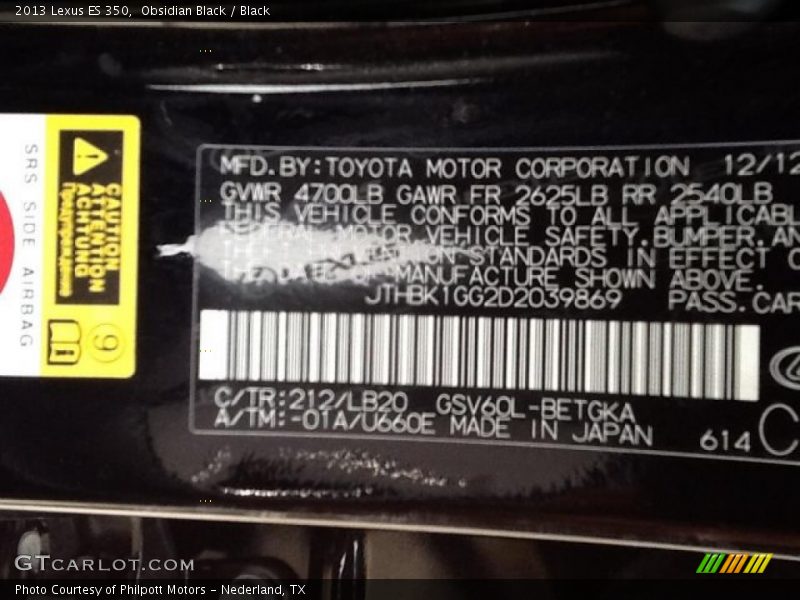 2013 Lexus ES 350, Obsidian Black / Black
SRS SIDE AIRBAG
CAUTION
ATTENTION
ACHTUNG
MFD.BY:TOYOTA MOTOR CORPORATION 12/12
GVWR 4700LB GAWR FR 2625LB RR 2540LB
THIS VEHICLE CONFORMS TO ALL APPLICABL
MOTOR VEHICLE SAFETY,BUMPER,AN
ON STANDARDS IN EFFECT O
MANUFACTURE SHOWN ABOVE.
JTHBK1GG2D2039869 PASS.CAR
C/TR:212/LB20 GSV60L-BETGKA
A/TM:-01A/U660E MADE IN JAPAN 614 C
GTCARLOT.COM
Photo Courtesy of Philpott Motors - Nederland, TX